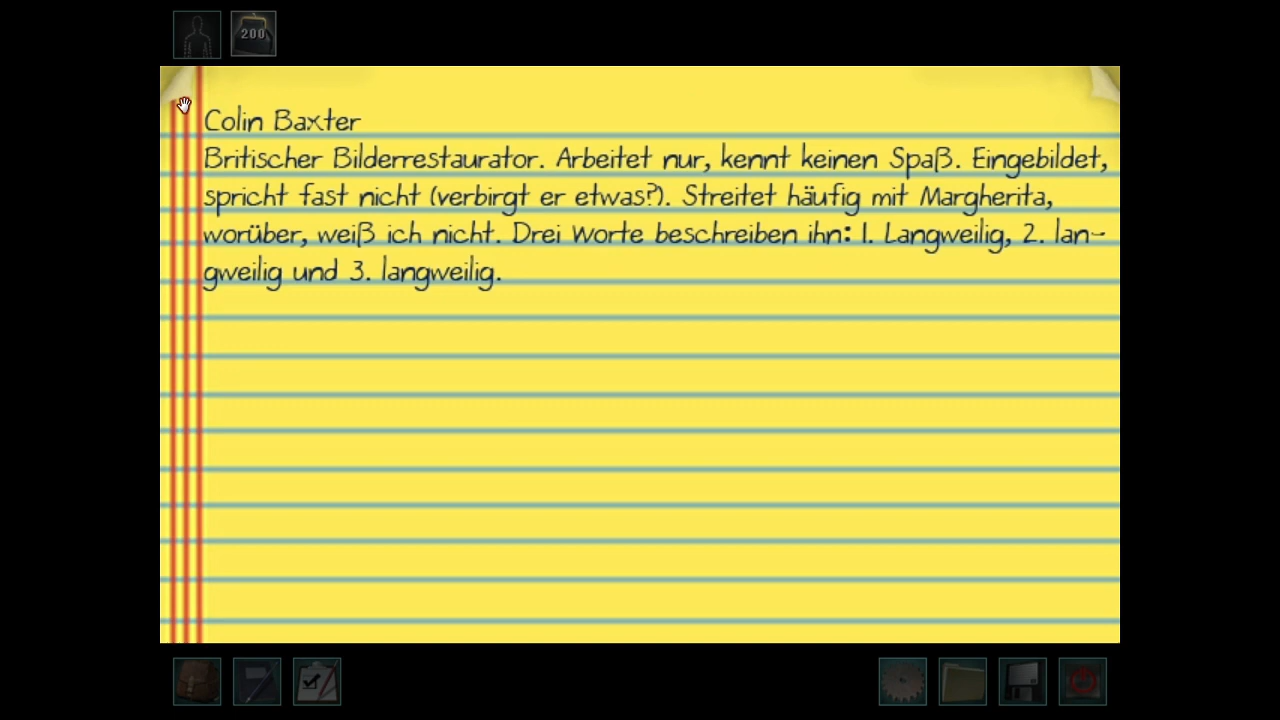 200
Colin Baxter
Britischer Bilderrestaurator. Arbeitet nur, kennt keinen Spaß. Eingebildet,
spricht fast nicht (verbirgt er etwas?). Streitet häufig mit Margherita,
worüber, weiß ich nicht. Drei Worte beschreiben ihn: 1. Langweilig, 2. lan-
gweilig und 3. langweilig.